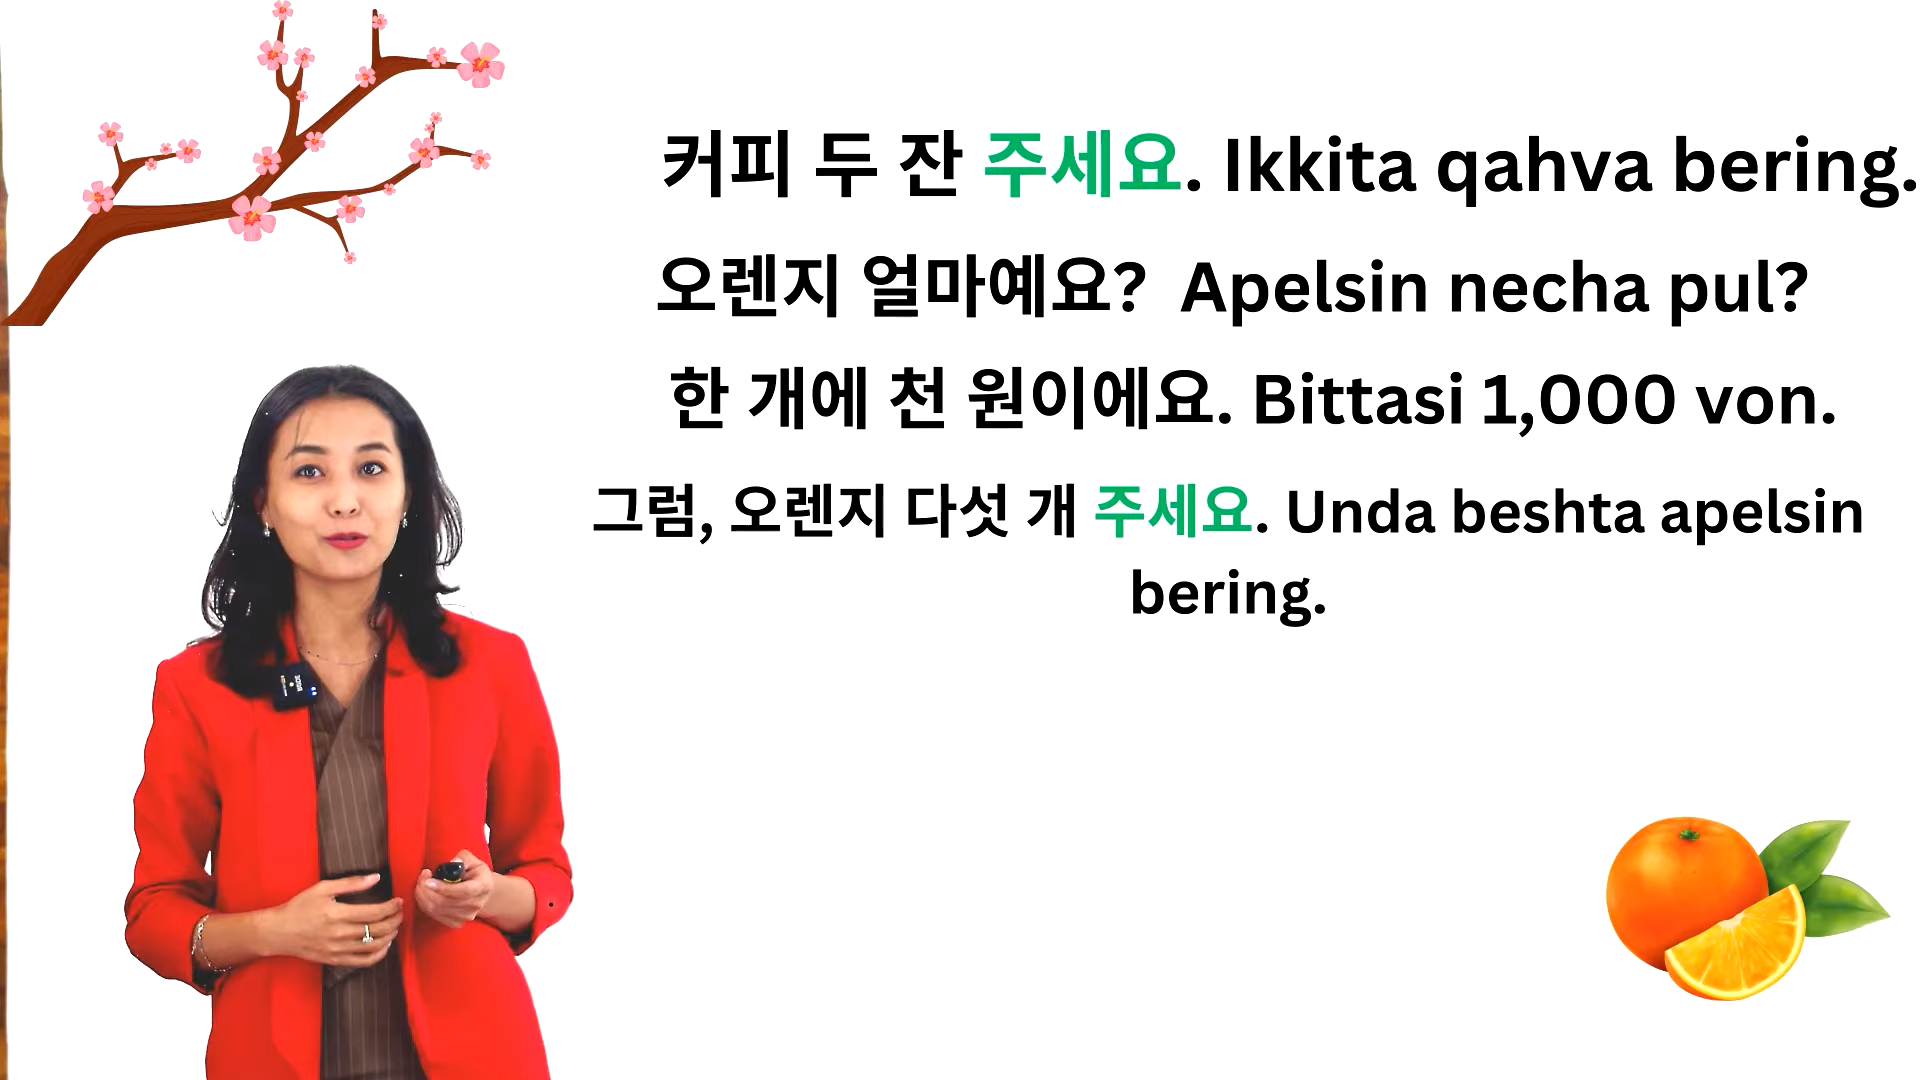 커피 두 잔 주세요. Ikkita qahva bering.
오렌지 얼마예요? Apelsin necha pul?
한 개에 천 원이에요. Bittasi 1,000 von.
그럼, 오렌지 다섯 개 주세요. Unda beshta apelsin
bering.